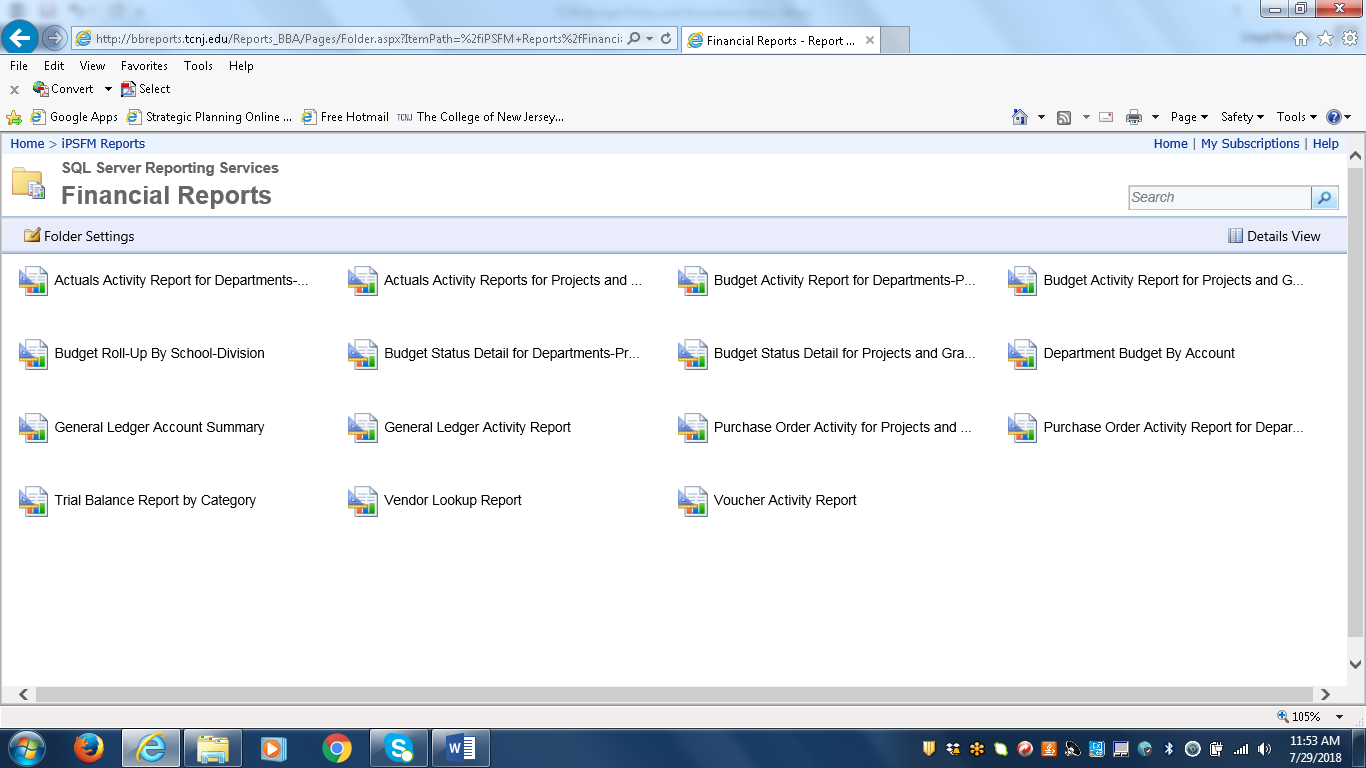 http://bbreports.tcnj.edu/Reports_BBA/Pages/Folder.aspx?ItemPath=%2fiPSFM+Reports%2fFinancia
Financial Reports - Report ...
File Edit View Favorites Tools Help
x Convert Select
Google Apps Strategic Planning Online ... Free Hotmail TCNJ The College of New Jersey... Page Safety Tools
Home > iPSFM Reports Home | My Subscriptions | Help
SQL Server Reporting Services
Financial Reports
Search
Folder Settings Details View
Actuals Activity Report for Departments-... Actuals Activity Reports for Projects and ... Budget Activity Report for Departments-P... Budget Activity Report for Projects and G...
Budget Roll-Up By School-Division Budget Status Detail for Departments-Pr... Budget Status Detail for Projects and Gra... Department Budget By Account
General Ledger Account Summary General Ledger Activity Report Purchase Order Activity for Projects and ... Purchase Order Activity Report for Depar...
Trial Balance Report by Category Vendor Lookup Report Voucher Activity Report
105%
11:53 AM
7/29/2018